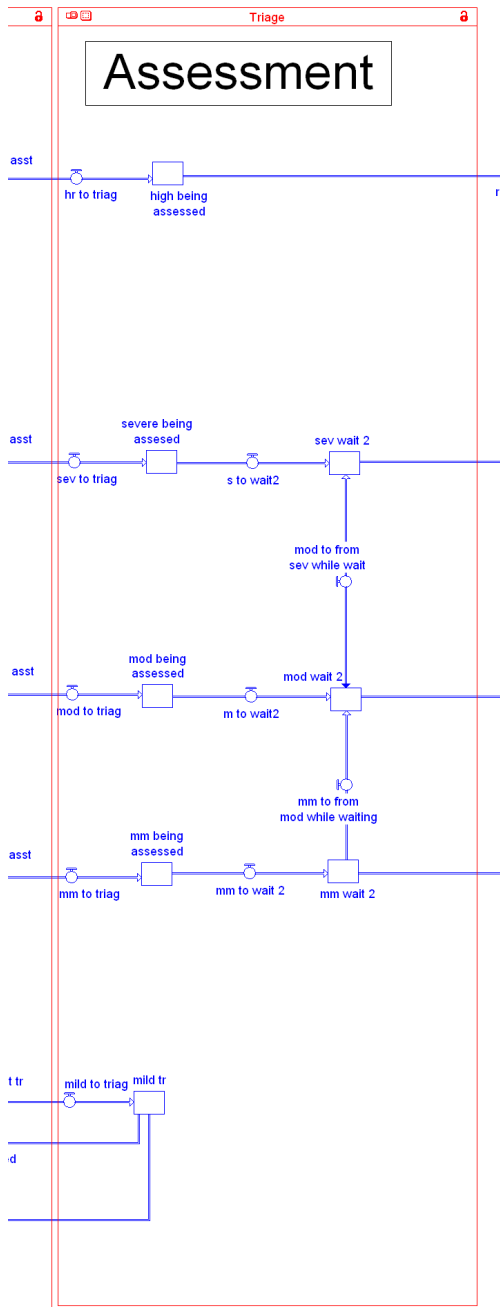 Triage
Assessment
asst
hr to triag
high being
assessed
r
severe being
assesed
asst
sev wait 2
sev to triag
s to wait2
mod to from
sev while wait
mod being
assessed
asst
mod wait 2
mod to triag
m to wait2
mm to from
mod while waiting
mm being
assessed
asst
mm to triag
mm to wait 2
mm wait 2
t tr
mild to triag
mild tr
ed